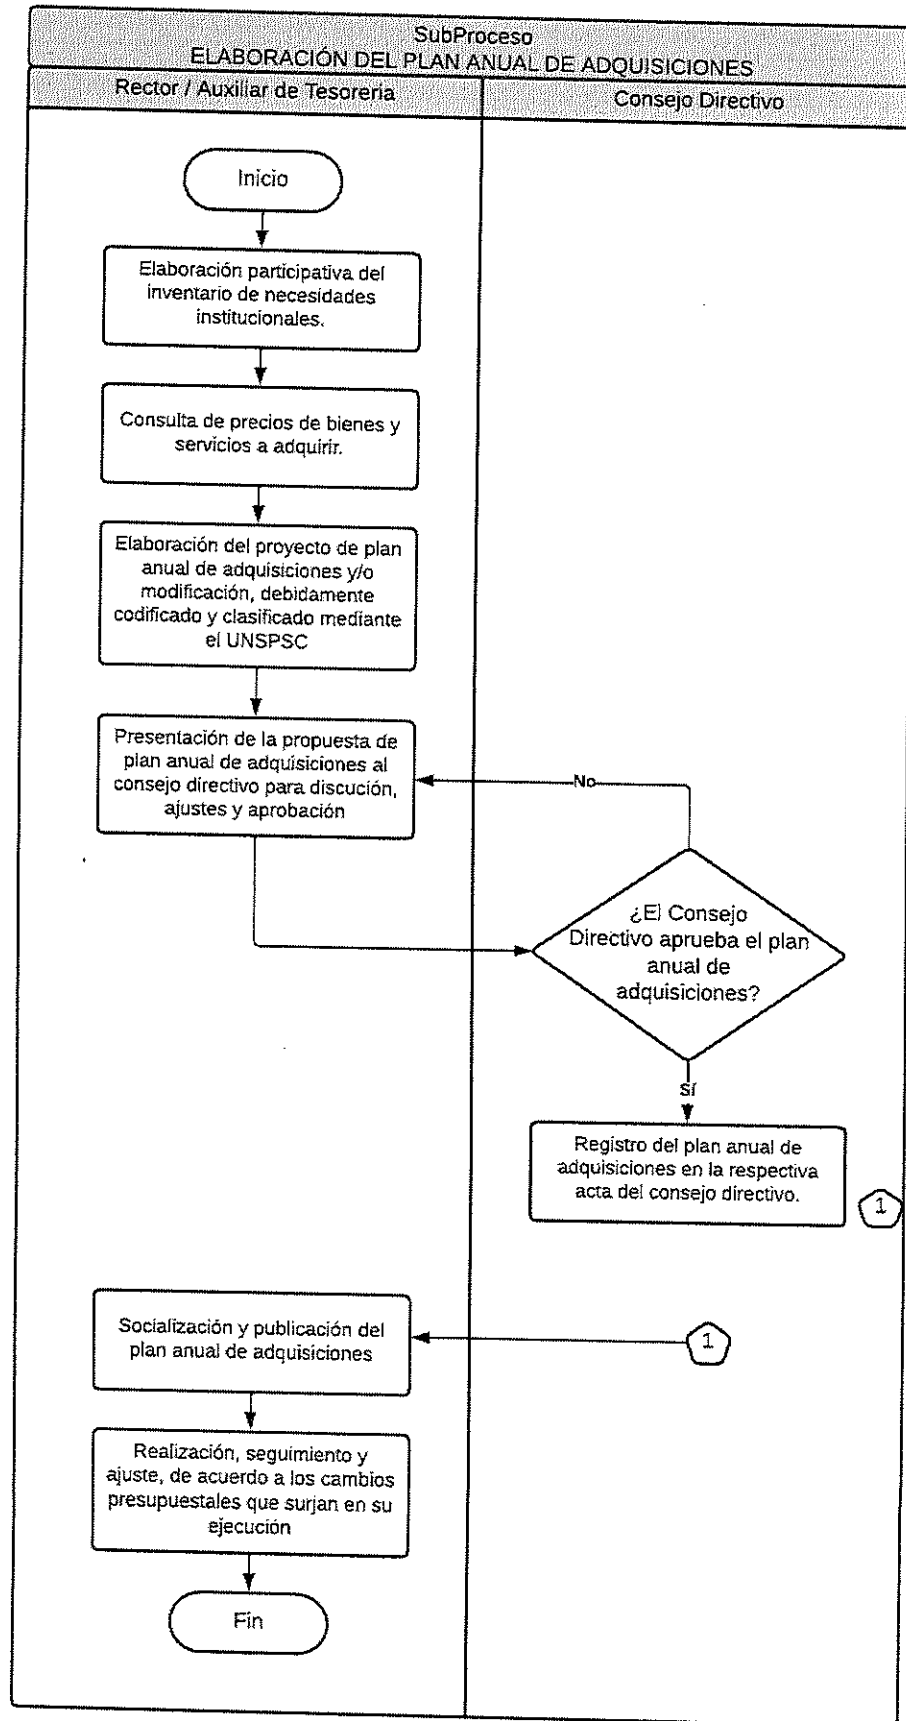 SubProceso
ELABORACIÓN DEL PLAN ANUAL DE ADQUISICIONES
Rector / Auxiliar de Tesoreria
Consejo Directivo
Inicio
Elaboración participativa del
inventario de necesidades
institucionales.
Consulta de precios de bienes y
servicios a adquirir.
Elaboración del proyecto de plan
anual de adquisiciones y/o
modificación, debidamente
codificado y clasificado mediante
el UNSPSC
Presentación de la propuesta de
plan anual de adquisiciones al
consejo directivo para discución,
ajustes y aprobación
No
¿El Consejo
Directivo aprueba el plan
anual de
adquisiciones?
sí
Registro del plan anual de
adquisiciones en la respectiva
acta del consejo directivo.
1
Socialización y publicación del
plan anual de adquisiciones
1
Realización, seguimiento y
ajuste, de acuerdo a los cambios
presupuestales que surjan en su
ejecución
Fin